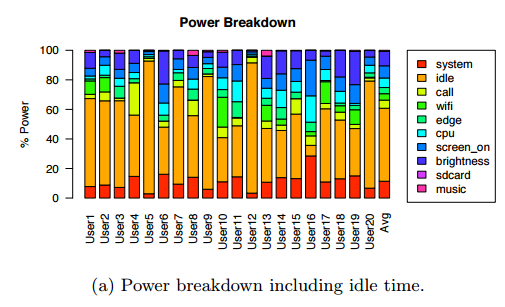 Power Breakdown
100
80
60
40
20
0
% Power
User1
User2
User3
User4
User5
User6
User7
User8
User9
User10
User11
User12
User13
User14
User15
User16
User17
User18
User19
User20
Avg
system
idle
call
wifi
edge
cpu
screen_on
brightness
sdcard
music
(a) Power breakdown including idle time.